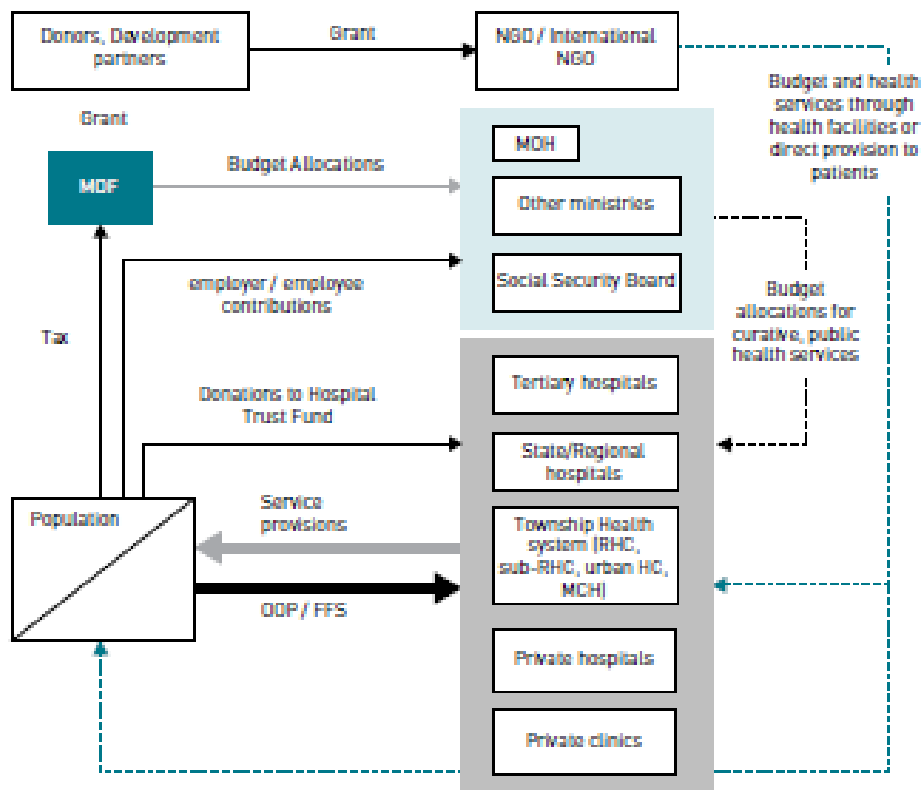 Donors, Development
partners
Grant
NGO / International
NGO
Budget and health
services through
health facilities or
direct provision to
patients
Grant
MOF
Budget Allocations
MOH
Other ministries
Social Security Board
employer / employee
contributions
Tax
Budget
allocations for
curative, public
health services
Donations to Hospital
Trust Fund
Tertiary hospitals
State/Regional
hospitals
Population
Service
provisions
Township Health
system (RHC,
sub-RHC, urban HC,
MCH)
OOP / FFS
Private hospitals
Private clinics